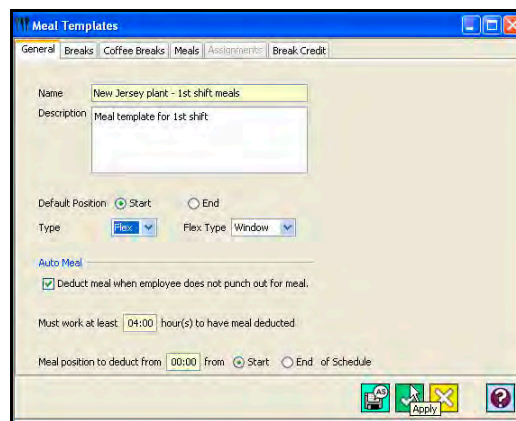 Meal Templates
General Breaks Coffee Breaks Meals Assignments Break Credit
Name New Jersey plant - 1st shift meals
Description Meal template for 1st shift
Default Position Start End
Type Flex Flex Type Window
Auto Meal
Deduct meal when employee does not punch out for meal.
Must work at least 04:00 hour(s) to have meal deducted
Meal position to deduct from 00:00 from Start End of Schedule
AS
Apply